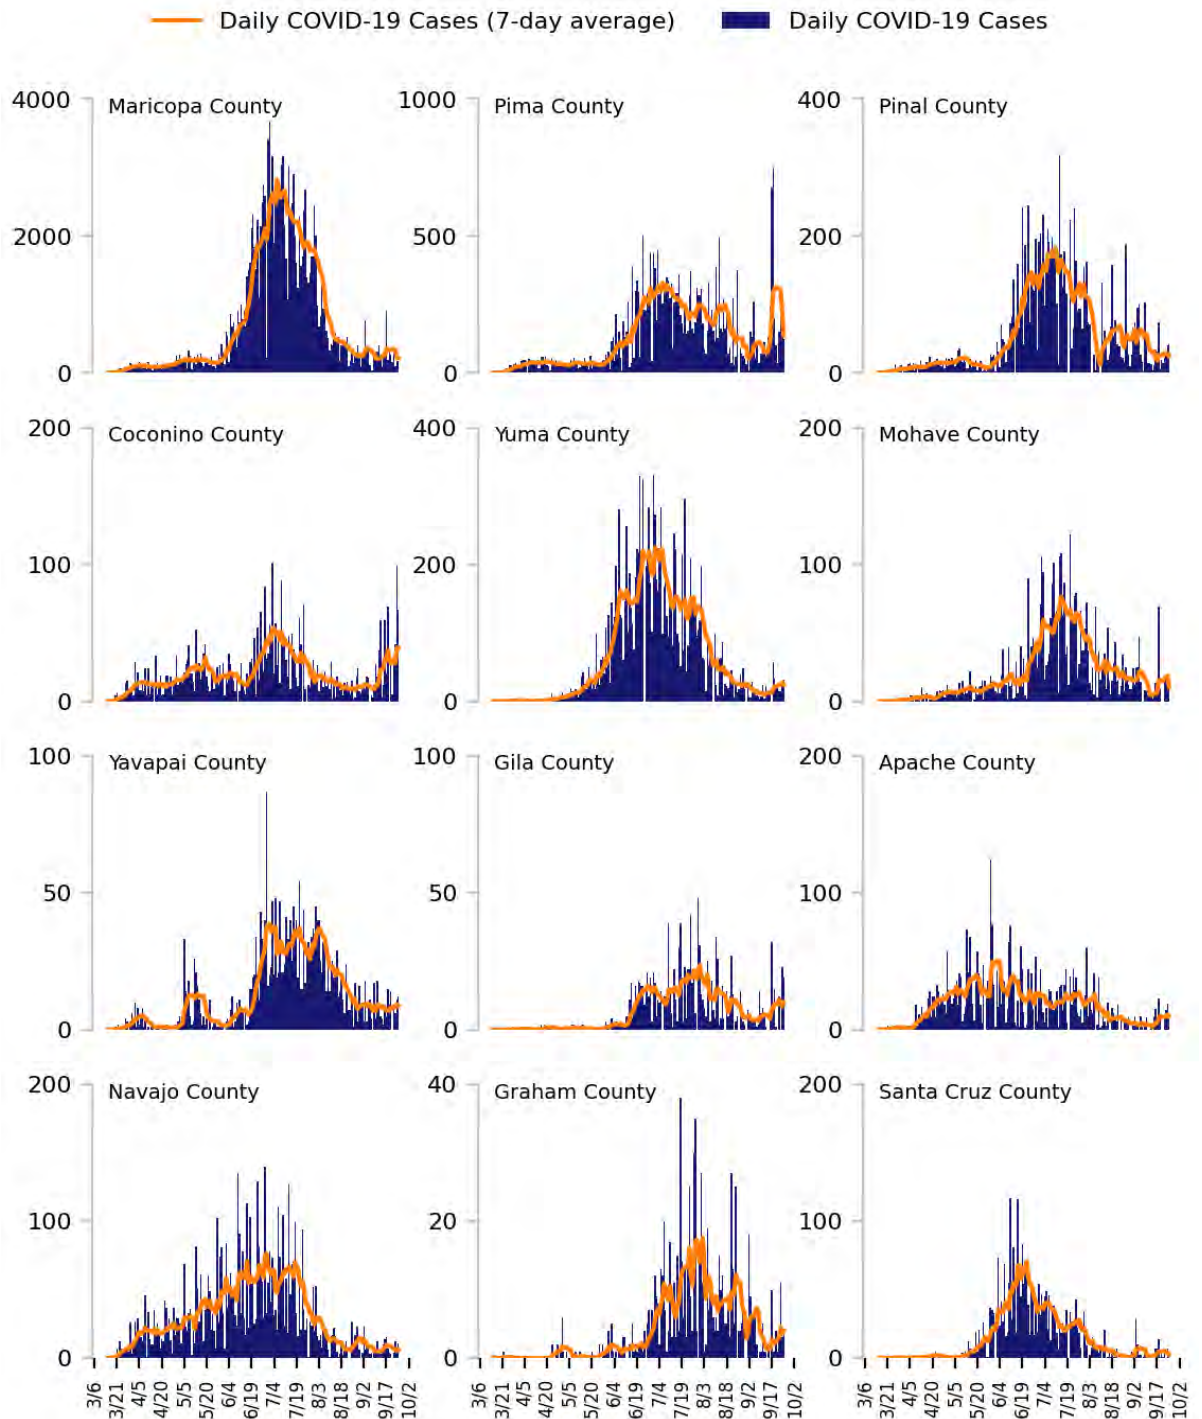 Daily COVID-19 Cases (7-day average) Daily COVID-19 Cases
Maricopa County
4000
2000
0
Pima County
1000
500
0
Pinal County
400
200
0
Coconino County
200
100
0
Yuma County
400
200
0
Mohave County
200
100
0
Yavapai County
100
50
0
Gila County
100
50
0
Apache County
200
100
0
Navajo County
200
100
0
Graham County
40
20
0
Santa Cruz County
200
100
0
3/6 3/21 4/5 4/20 5/5 5/20 6/4 6/19 7/4 7/19 8/3 8/18 9/2 9/17 10/2
3/6 3/21 4/5 4/20 5/5 5/20 6/4 6/19 7/4 7/19 8/3 8/18 9/2 9/17 10/2
3/6 3/21 4/5 4/20 5/5 5/20 6/4 6/19 7/4 7/19 8/3 8/18 9/2 9/17 10/2